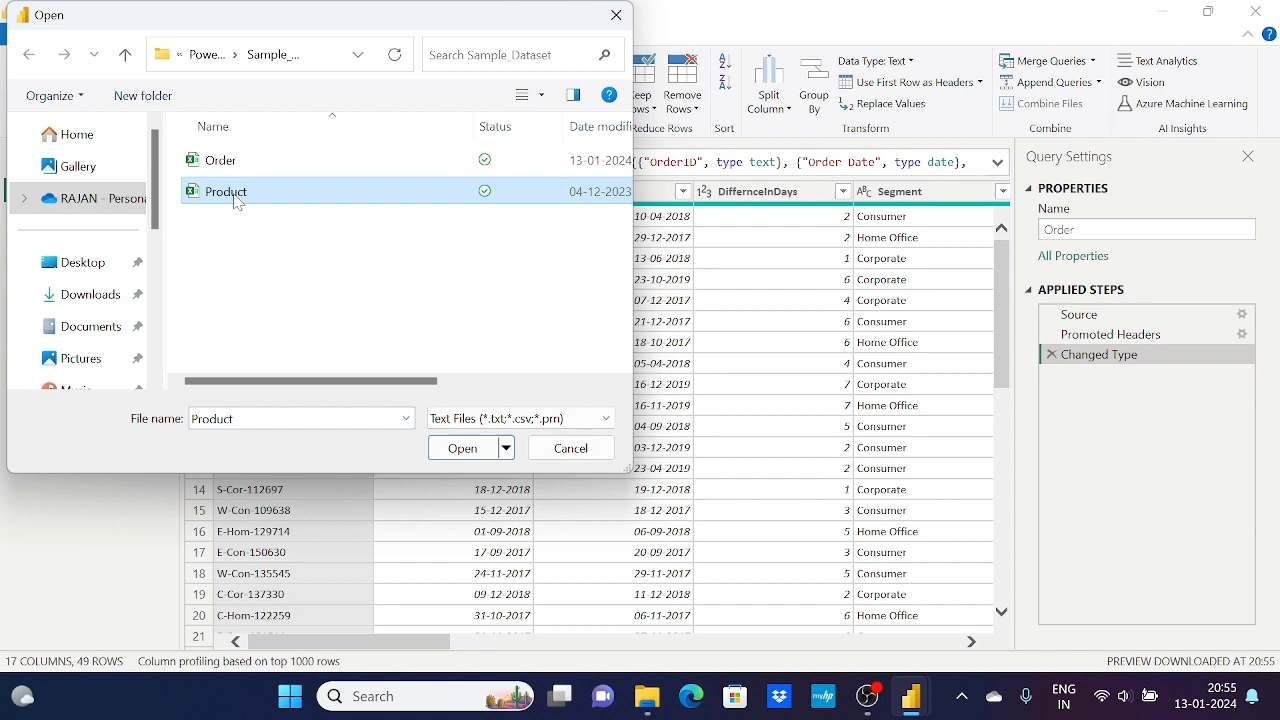 Open
« Powe... > Sample_...
Search Sample_Dataset
Organize
New folder
Home
Gallery
RAJAN - Persona
Desktop
Downloads
Documents
Pictures
Name Status Date modifi
Order 13-01-2024
Product 04-12-2023
File name: Product
Text Files (*.txt;*.csv;*.prn)
Open Cancel
Remove Rows
Reduce Rows
Sort
Split Column
Group By
Data Type: Text
Use First Row as Headers
Replace Values
Transform
Merge Queries
Append Queries
Combine Files
Combine
Text Analytics
Vision
Azure Machine Learning
AI Insights
{{"OrderID", type text}, {"Order Date", type date},
1²3 DiffernceInDays ABC Segment
10-04-2018 2 Consumer
29-12-2017 2 Home Office
13-06-2018 1 Corporate
23-10-2019 6 Corporate
07-12-2017 4 Corporate
21-12-2017 6 Consumer
18-10-2017 6 Home Office
05-04-2018 4 Consumer
16-12-2019 7 Corporate
16-11-2019 7 Home Office
04-09-2018 5 Consumer
03-12-2018 2 Consumer
23-04-2019 2 Consumer
14 S-Cor-112697 18-12-2018 19-12-2018 1 Corporate
15 W-Con-109638 15-12-2017 18-12-2017 3 Consumer
16 E-Hom-129714 01-09-2018 06-09-2018 5 Home Office
17 E-Con-150630 17-09-2017 20-09-2017 3 Consumer
18 W-Con-135545 24-11-2017 29-11-2017 5 Consumer
19 C-Cor-137330 09-12-2018 11-12-2018 2 Corporate
20 C-Hom-122259 31-10-2017 06-11-2017 6 Home Office
21
Query Settings
PROPERTIES
Name
Order
All Properties
APPLIED STEPS
Source
Promoted Headers
Changed Type
17 COLUMNS, 49 ROWS Column profiling based on top 1000 rows
PREVIEW DOWNLOADED AT 20:55
Search
myhp
ENG
IN
20:55
13-01-2024